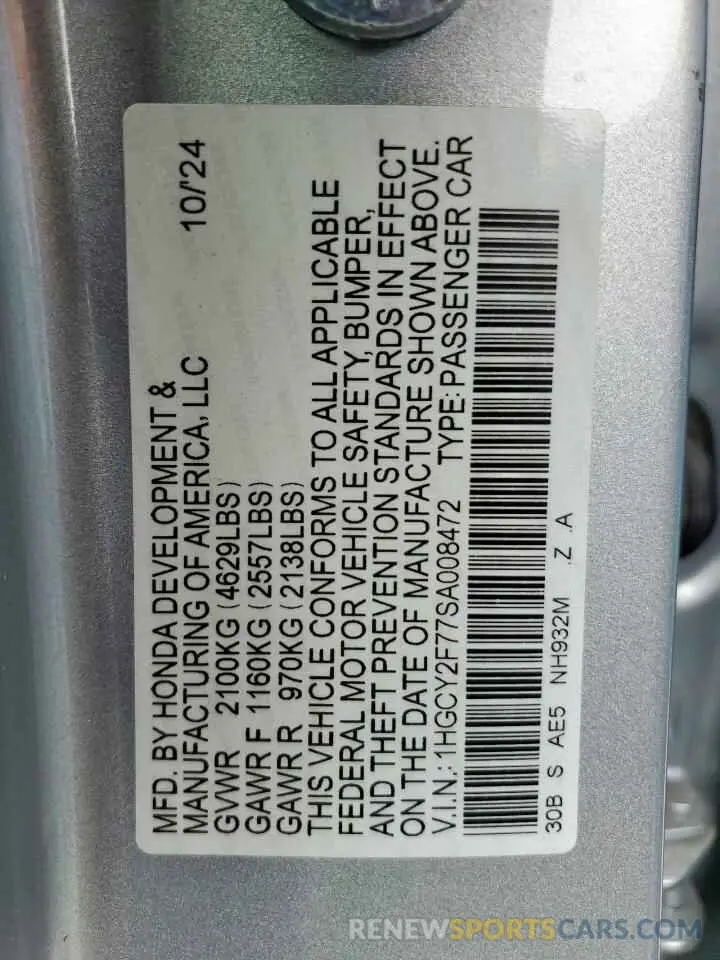 MFD. BY HONDA DEVELOPMENT &
MANUFACTURING OF AMERICA, LLC 10/'24
GVWR 2100KG (4629LBS)
GAWR F 1160KG (2557LBS)
GAWR R 970KG (2138LBS)
THIS VEHICLE CONFORMS TO ALL APPLICABLE
FEDERAL MOTOR VEHICLE SAFETY, BUMPER,
AND THEFT PREVENTION STANDARDS IN EFFECT
ON THE DATE OF MANUFACTURE SHOWN ABOVE.
V.I.N.: 1HGCY2F77SA008472 TYPE: PASSENGER CAR
30B S AE5 NH932M .Z .A
RENEWSPORTSCARS.COM